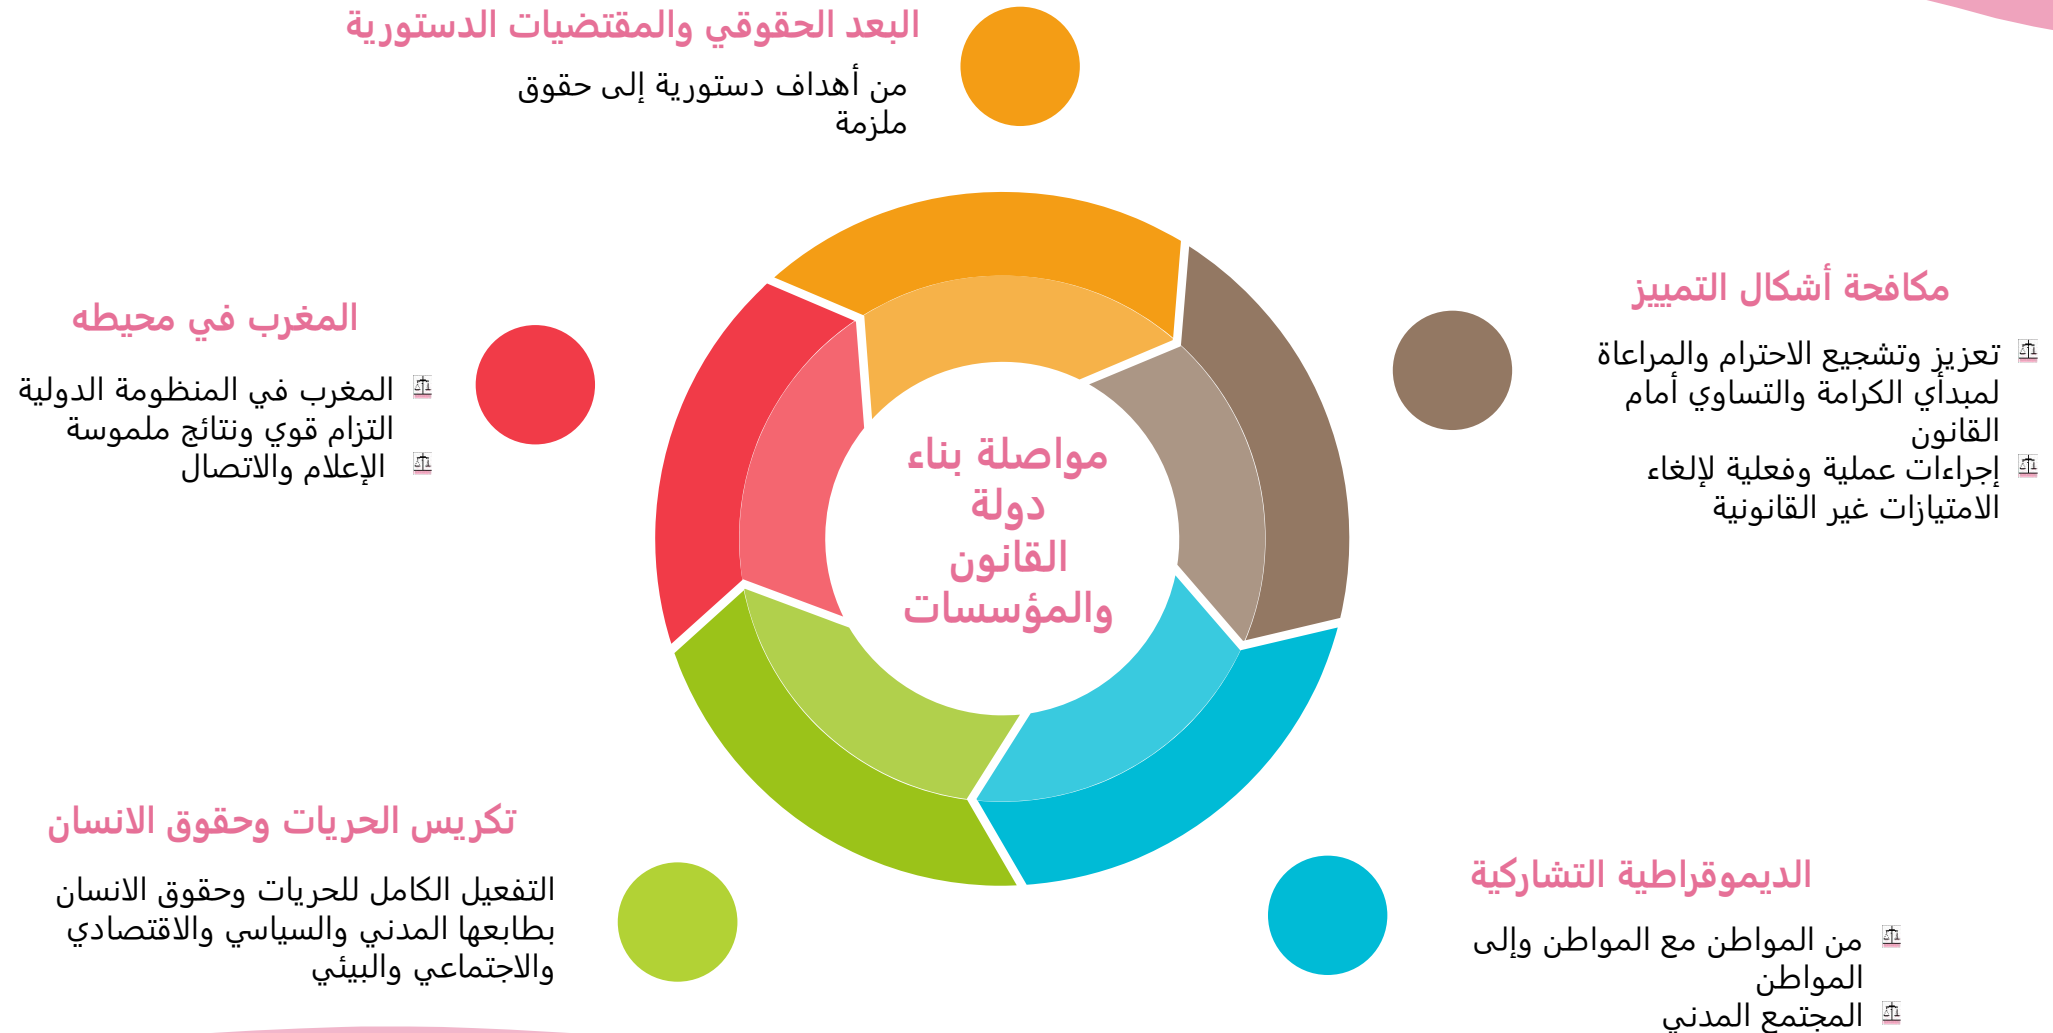 البعد الحقوقي والمقتضيات الدستورية
من أهداف دستورية إلى حقوق
ملزمة
مكافحة أشكال التمييز
تعزيز وتشجيع الاحترام والمراعاة
لمبدأي الكرامة والتساوي أمام
القانون
إجراءات عملية وفعلية لإلغاء
الامتيازات غير القانونية
المغرب في محيطه
المغرب في المنظومة الدولية
التزام قوي ونتائج ملموسة
الإعلام والاتصال
مواصلة بناء
دولة
القانون
والمؤسسات
الديموقراطية التشاركية
من المواطن مع المواطن وإلى
المواطن
المجتمع المدني
تكريس الحريات وحقوق الانسان
التفعيل الكامل للحريات وحقوق الانسان
بطابعها المدني والسياسي والاقتصادي
والاجتماعي والبيئي